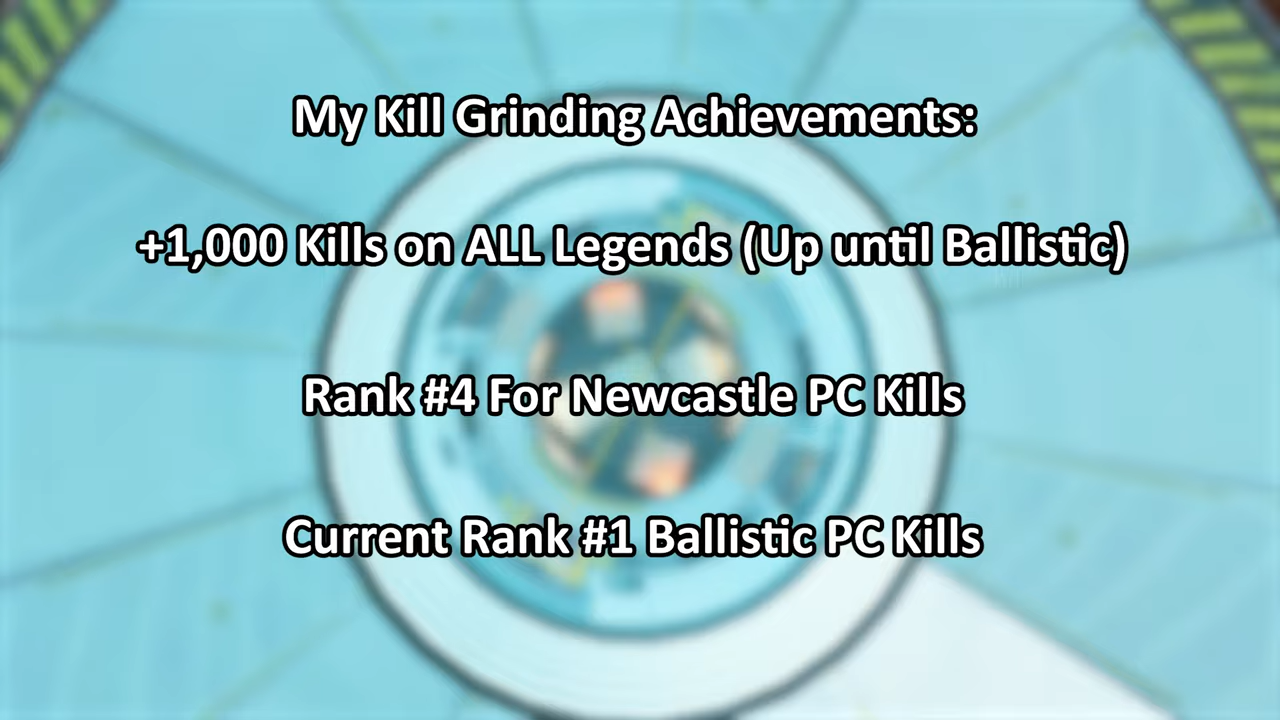 My Kill Grinding Achievements:
+1,000 Kills on ALL Legends (Up until Ballistic)
Rank #4 For Newcastle PC Kills
Current Rank #1 Ballistic PC Kills